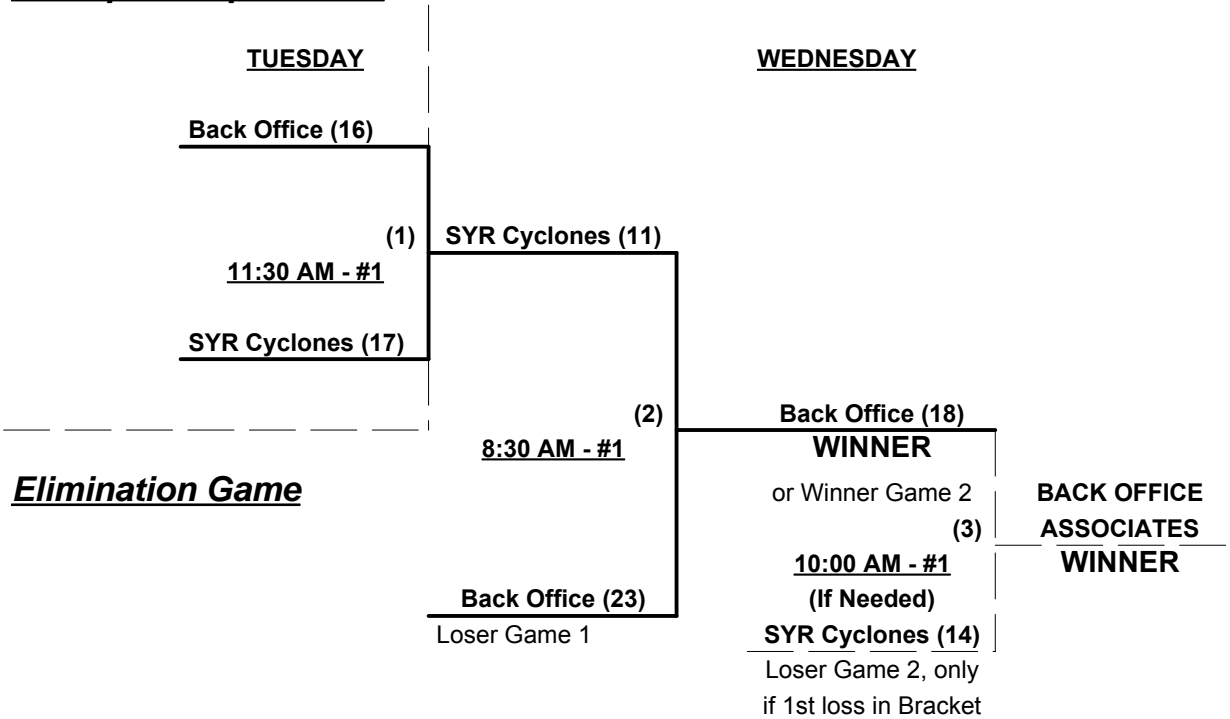 TUESDAY
WEDNESDAY
Back Office (16)
(1)
SYR Cyclones (11)
11:30 AM - #1
SYR Cyclones (17)
(2)
Back Office (18)
8:30 AM - #1
WINNER
Elimination Game
or Winner Game 2
BACK OFFICE
(3)
ASSOCIATES
10:00 AM - #1
WINNER
Back Office (23)
(If Needed)
Loser Game 1
SYR Cyclones (14)
Loser Game 2, only
if 1st loss in Bracket